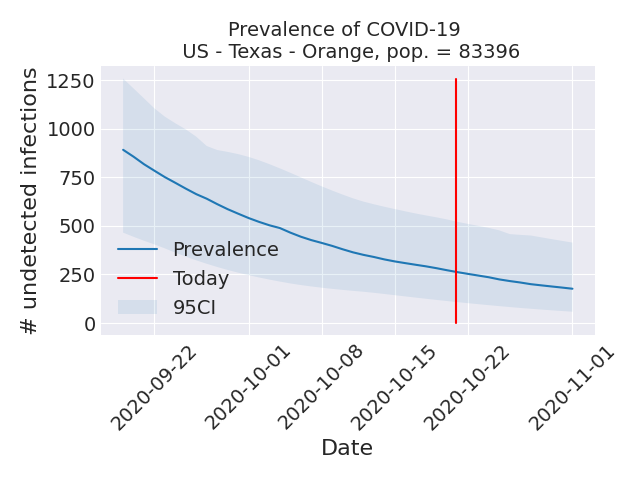 Prevalence of COVID-19
US - Texas - Orange, pop. = 83396
# undetected infections
1250
1000
750
500
250
0
Prevalence
Today
95CI
2020-09-22
2020-10-01
2020-10-08
2020-10-15
2020-10-22
2020-11-01
Date